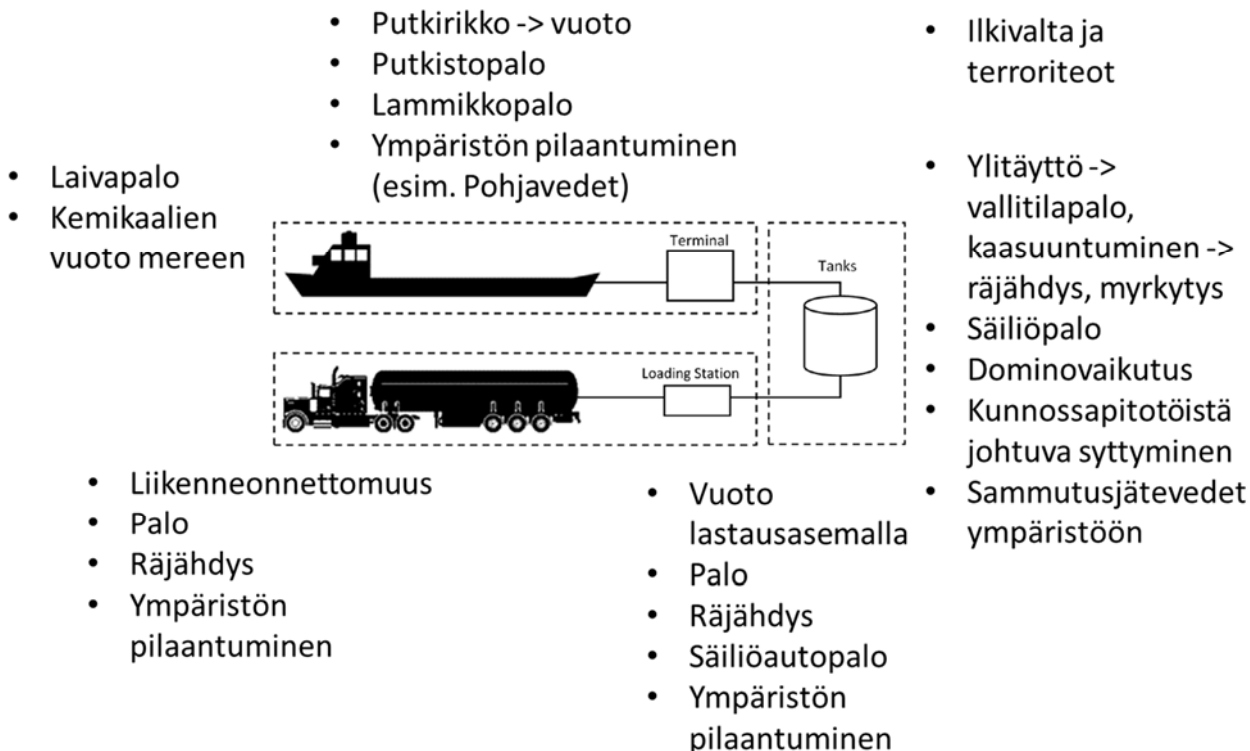 • Putkirikko -> vuoto
• Putkistopalo
• Lammikkopalo
• Ympäristön pilaantuminen
(esim. Pohjavedet)
• Ilkivalta ja
terroriteot
• Laivapalo
• Kemikaalien
vuoto mereen
• Ylitäyttö ->
vallitilapalo,
kaasuuntuminen ->
räjähdys, myrkytys
• Säiliöpalo
• Dominovaikutus
• Kunnossapitotöistä
johtuva syttyminen
• Sammutusjätevedet
ympäristöön
Terminal
Tanks
Loading Station
• Liikenneonnettomuus
• Palo
• Räjähdys
• Ympäristön
pilaantuminen
• Vuoto
lastausasemalla
• Palo
• Räjähdys
• Säiliöautopalo
• Ympäristön
pilaantuminen